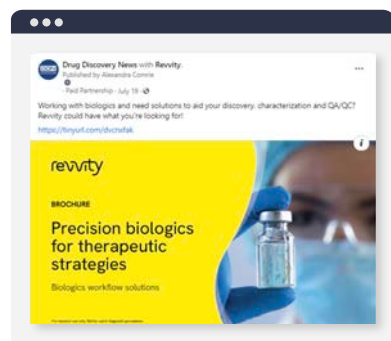 Drug Discovery News with Revvity.
Published by Alexandra Comrie
· Paid Partnership · July 19 ·
Working with biologics and need solutions to aid your discovery, characterization and QA/QC?
Revvity could have what you're looking for!
https://tinyurl.com/dvcnxfak
revvity
BROCHURE
Precision biologics
for therapeutic
strategies
Biologics workflow solutions